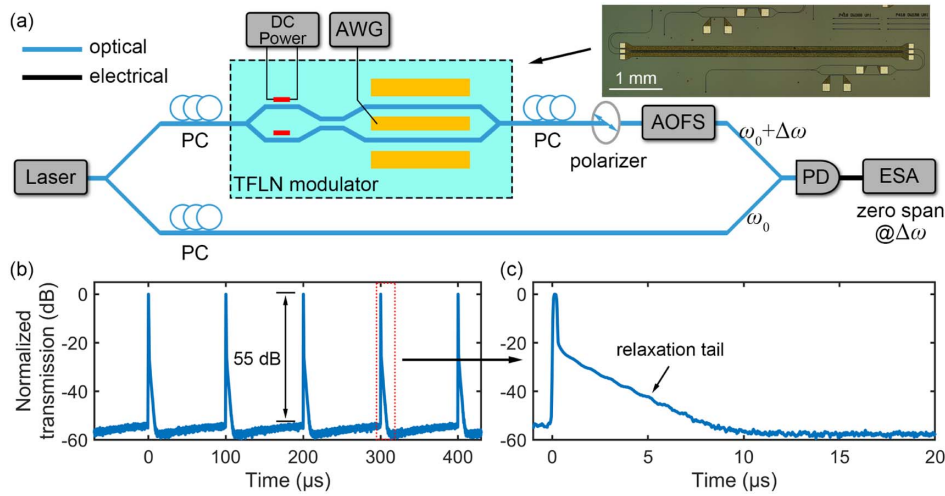 (a)
optical
electrical
DC
Power
AWG
1 mm
PC
PC
polarizer
AOFS
ω₀+Δω
TFLN modulator
Laser
PC
ω₀
PD
ESA
zero span
@Δω
(b)
Normalized
transmission (dB)
0
-20
-40
-60
55 dB
0
100
200
300
400
Time (µs)
(c)
0
-20
-40
-60
relaxation tail
0
5
10
15
20
Time (µs)